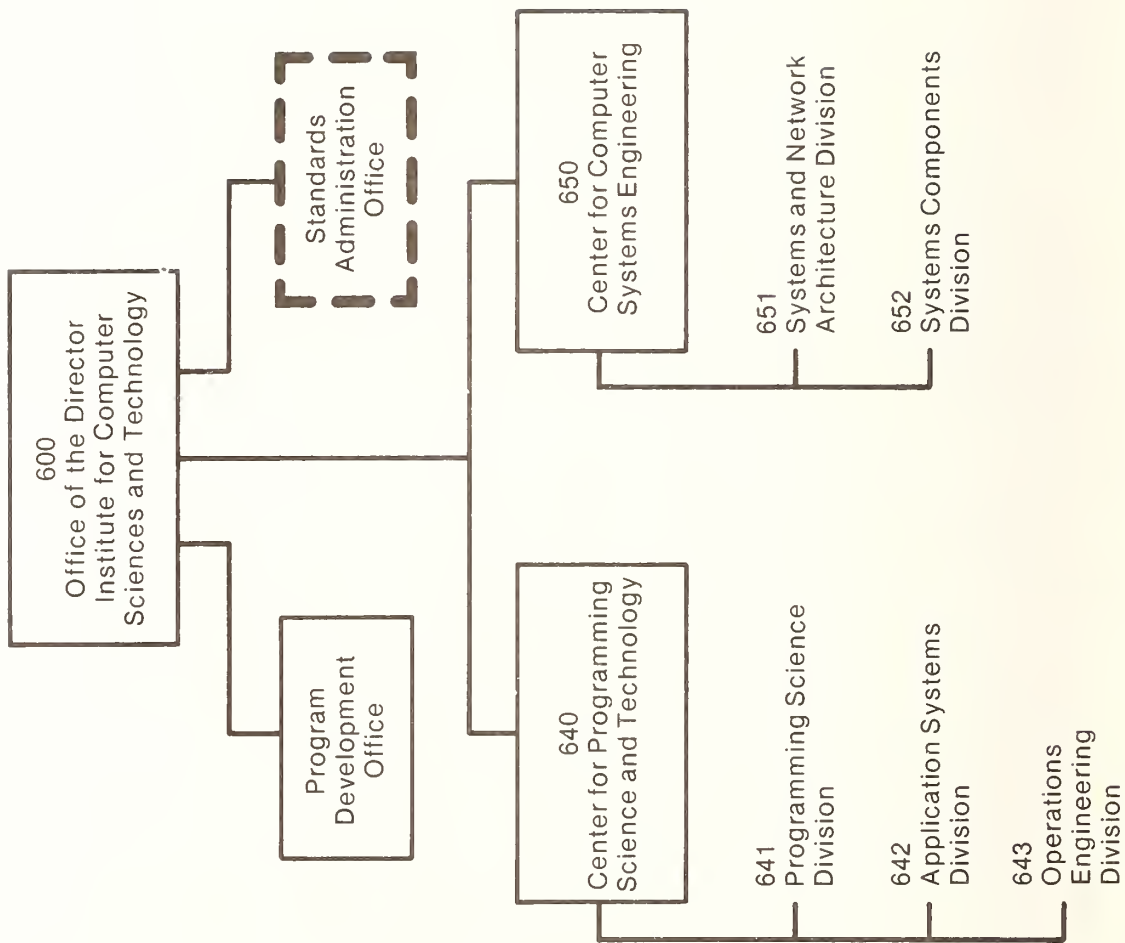 600
Office of the Director
Institute for Computer
Sciences and Technology
Program
Development
Office
Standards
Administration
Office
640
Center for Programming
Science and Technology
641
Programming Science
Division
642
Application Systems
Division
643
Operations
Engineering
Division
650
Center for Computer
Systems Engineering
651
Systems and Network
Architecture Division
652
Systems Components
Division